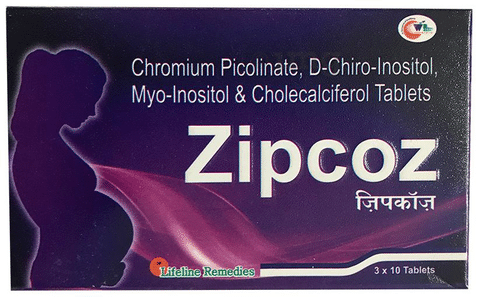 Chromium Picolinate, D-Chiro-Inositol,
Myo-Inositol & Cholecalciferol Tablets
Zipcoz
ज़िपकॉज़
Lifeline Remedies
3 x 10 Tablets